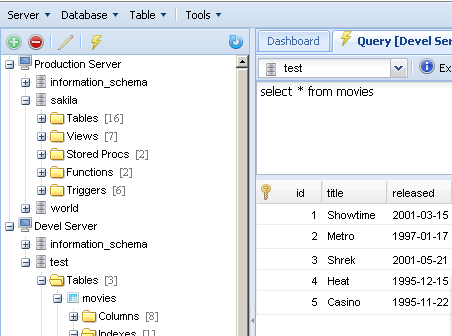 Server Database Table Tools
Dashboard Query [Devel Ser
test Ex
select * from movies
Production Server
information_schema
sakila
Tables [16]
Views [7]
Stored Procs [2]
Functions [2]
Triggers [6]
world
Devel Server
information_schema
test
Tables [3]
movies
Columns [8]
Indexes [1]
id title released
1 Showtime 2001-03-15
2 Metro 1997-01-17
3 Shrek 2001-05-21
4 Heat 1995-12-15
5 Casino 1995-11-22